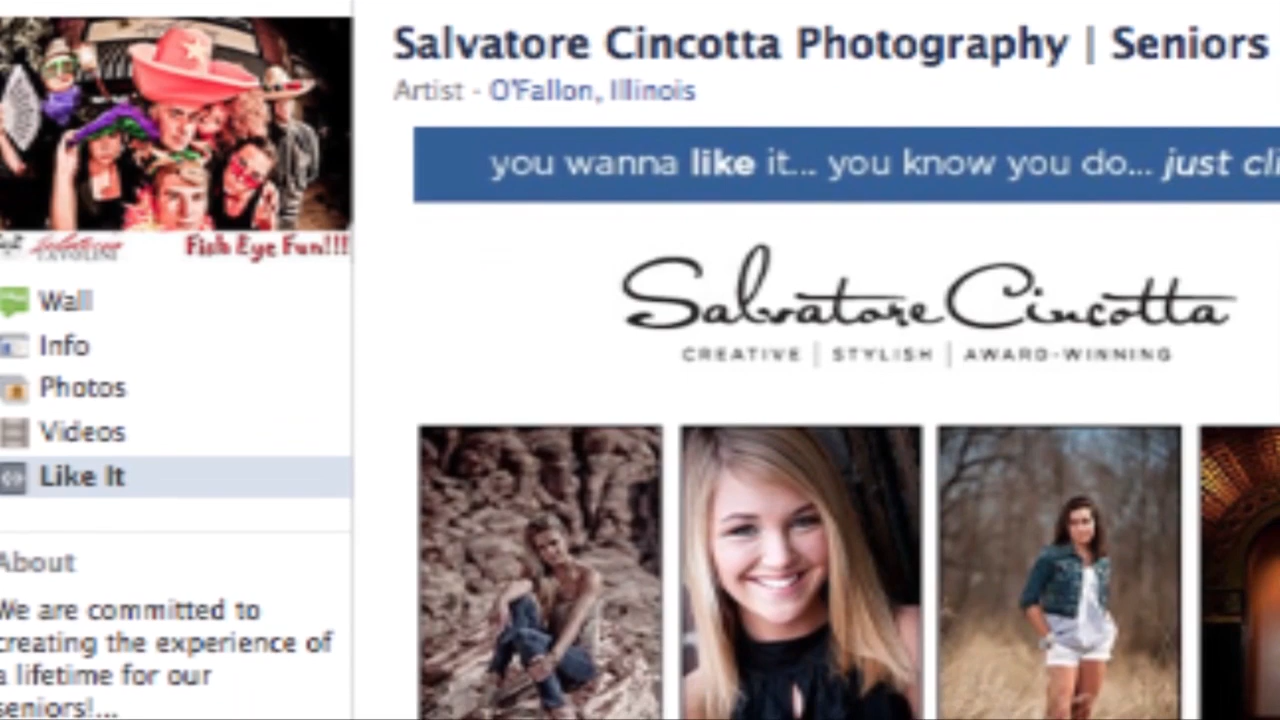 Salvatore Cincotta Photography | Seniors
Artist - O'Fallon, Illinois
you wanna like it... you know you do... just cli
Salvatore Cincotta
CREATIVE | STYLISH | AWARD-WINNING
Fish Eye Fun!!!
Wall
Info
Photos
Videos
Like It
About
We are committed to
creating the experience of
a lifetime for our
seniors!...